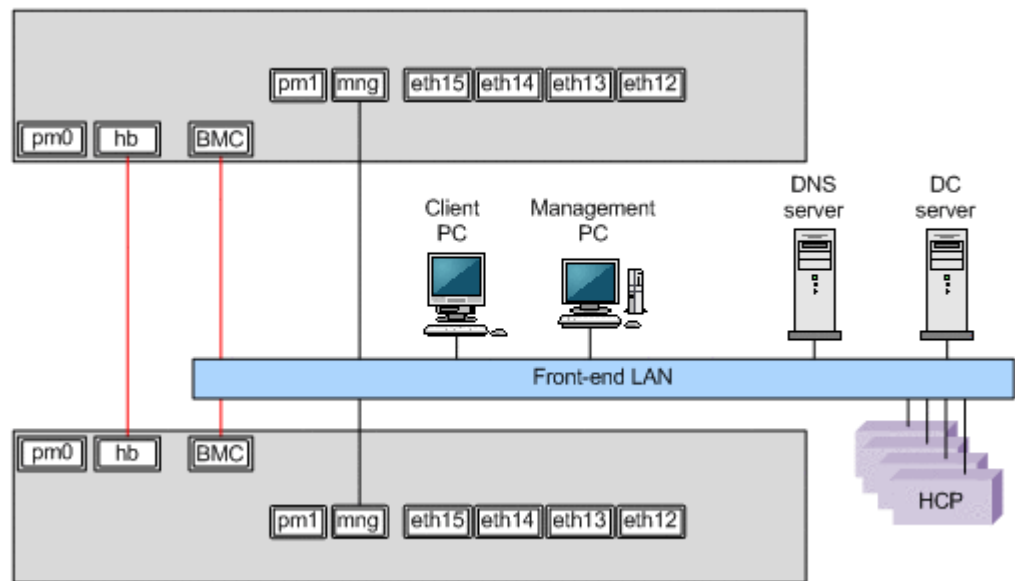 pm1 mng eth15 eth14 eth13 eth12
pm0 hb BMC
Client
PC
Management
PC
DNS
server
DC
server
Front-end LAN
pm0 hb BMC
HCP
pm1 mng eth15 eth14 eth13 eth12